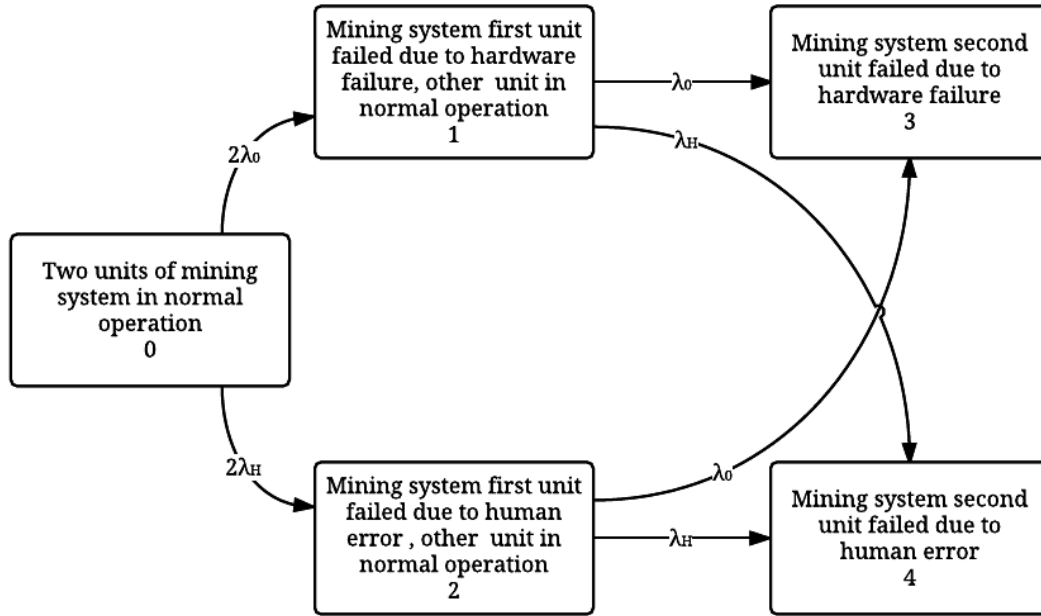 Mining system first unit
failed due to hardware
failure, other unit in
normal operation
1
Mining system second
unit failed due to
hardware failure
3
λ₀
λH
2λ₀
Two units of mining
system in normal
operation
0
2λH
Mining system first unit
failed due to human
error , other unit in
normal operation
2
λ₀
λH
Mining system second
unit failed due to
human error
4